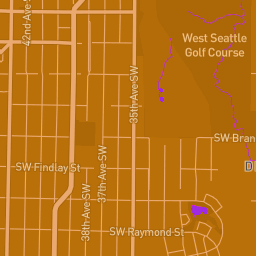 42nd Ave SW
West Seattle
Golf Course
35th Ave SW
SW Bran
SW Findlay St
37th Ave SW
D
38th Ave SW
SW Raymond St